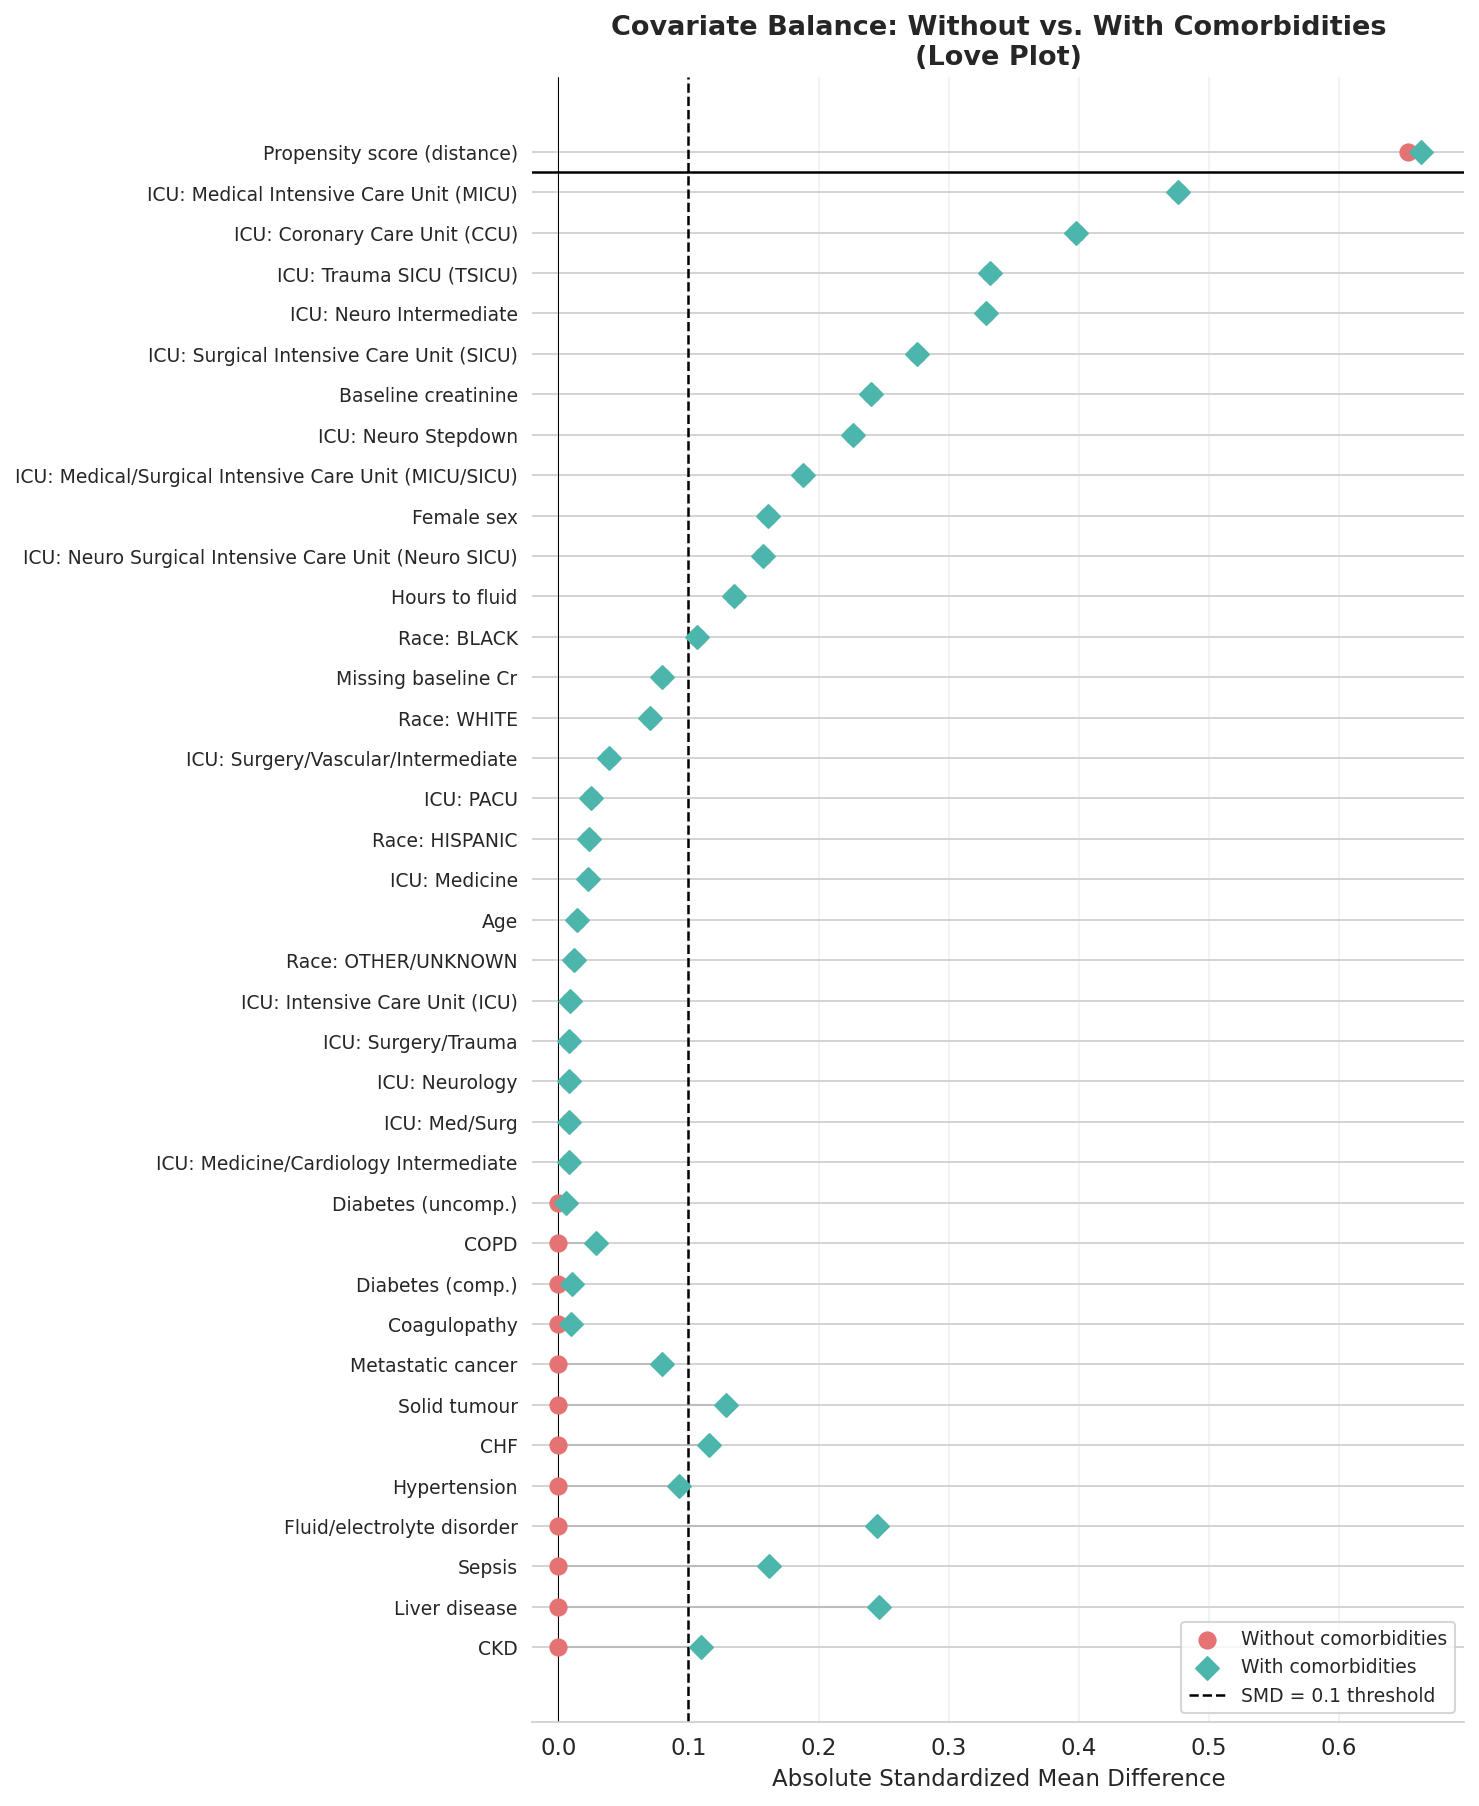 Covariate Balance: Without vs. With Comorbidities
(Love Plot)
Propensity score (distance)
ICU: Medical Intensive Care Unit (MICU)
ICU: Coronary Care Unit (CCU)
ICU: Trauma SICU (TSICU)
ICU: Neuro Intermediate
ICU: Surgical Intensive Care Unit (SICU)
Baseline creatinine
ICU: Neuro Stepdown
ICU: Medical/Surgical Intensive Care Unit (MICU/SICU)
Female sex
ICU: Neuro Surgical Intensive Care Unit (Neuro SICU)
Hours to fluid
Race: BLACK
Missing baseline Cr
Race: WHITE
ICU: Surgery/Vascular/Intermediate
ICU: PACU
Race: HISPANIC
ICU: Medicine
Age
Race: OTHER/UNKNOWN
ICU: Intensive Care Unit (ICU)
ICU: Surgery/Trauma
ICU: Neurology
ICU: Med/Surg
ICU: Medicine/Cardiology Intermediate
Diabetes (uncomp.)
COPD
Diabetes (comp.)
Coagulopathy
Metastatic cancer
Solid tumour
CHF
Hypertension
Fluid/electrolyte disorder
Sepsis
Liver disease
CKD
Without comorbidities
With comorbidities
SMD = 0.1 threshold
0.0 0.1 0.2 0.3 0.4 0.5 0.6
Absolute Standardized Mean Difference